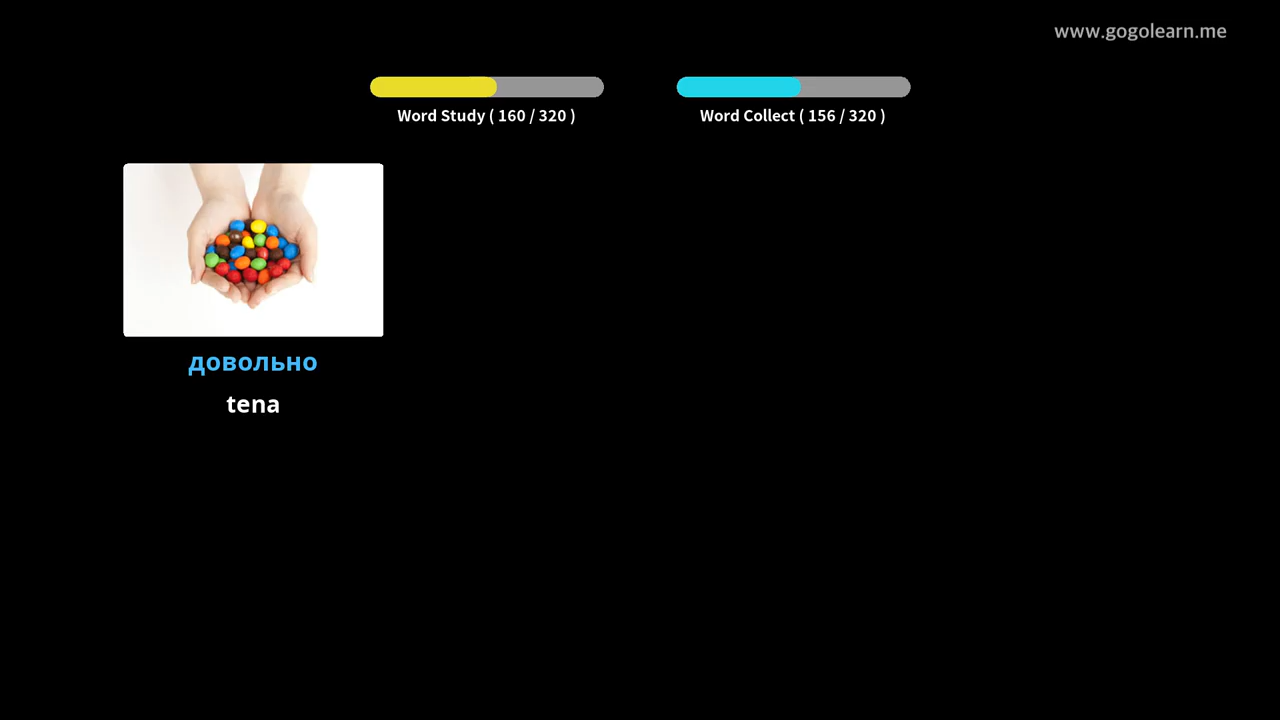 www.gogolearn.me
Word Study ( 160 / 320 )
Word Collect ( 156 / 320 )
довольно
tena